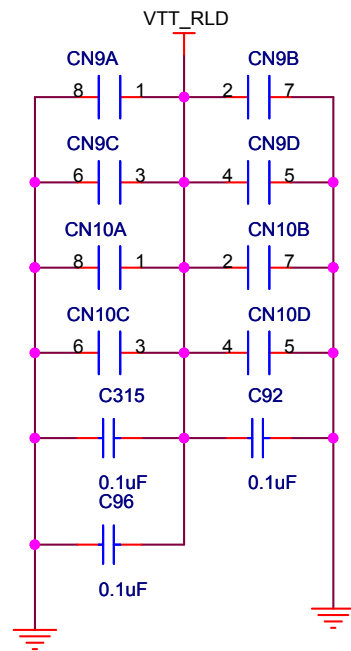 VTT_RLD
CN9A CN9B
8 1 2 7
CN9C CN9D
6 3 4 5
CN10A CN10B
8 1 2 7
CN10C CN10D
6 3 4 5
C315 C92
0.1uF 0.1uF
C96
0.1uF